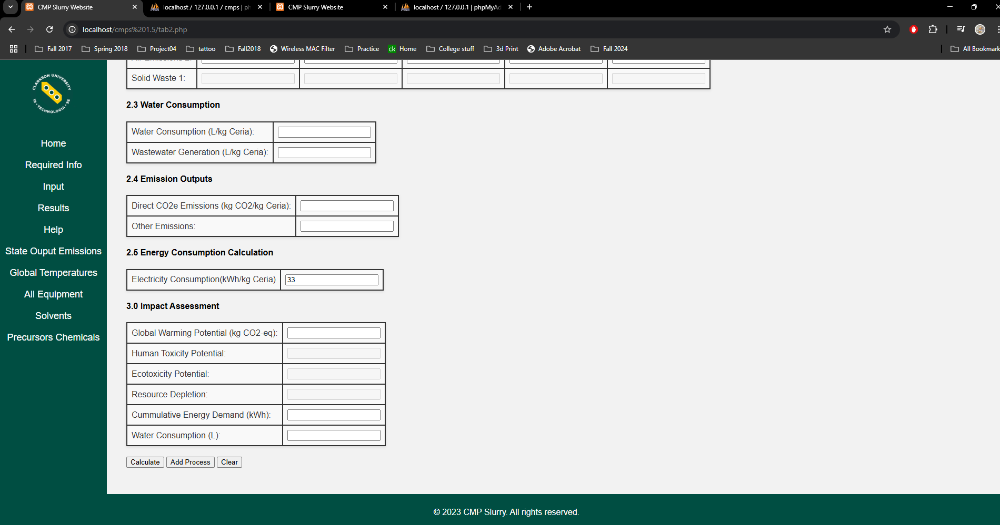 CMP Slurry Website
localhost / 127.0.0.1 / cmps | ph
CMP Slurry Website
localhost / 127.0.0.1 | phpMyAd
localhost/cmps%201.5/tab2.php
Fall 2017 Spring 2018 Project04 tattoo Fall2018 Wireless MAC Filter Practice ck Home College stuff 3d Print Adobe Acrobat Fall 2024 All Bookmark
CLARKSON UNIVERSITY
18 • TECHNOLOGIA • 96
Home
Required Info
Input
Results
Help
State Ouput Emissions
Global Temperatures
All Equipment
Solvents
Precursors Chemicals
Solid Waste 1:
2.3 Water Consumption
Water Consumption (L/kg Ceria):
Wastewater Generation (L/kg Ceria):
2.4 Emission Outputs
Direct CO2e Emissions (kg CO2/kg Ceria):
Other Emissions:
2.5 Energy Consumption Calculation
Electricity Consumption(kWh/kg Ceria) 33
3.0 Impact Assessment
Global Warming Potential (kg CO2-eq):
Human Toxicity Potential:
Ecotoxicity Potential:
Resource Depletion:
Cummulative Energy Demand (kWh):
Water Consumption (L):
Calculate Add Process Clear
© 2023 CMP Slurry. All rights reserved.